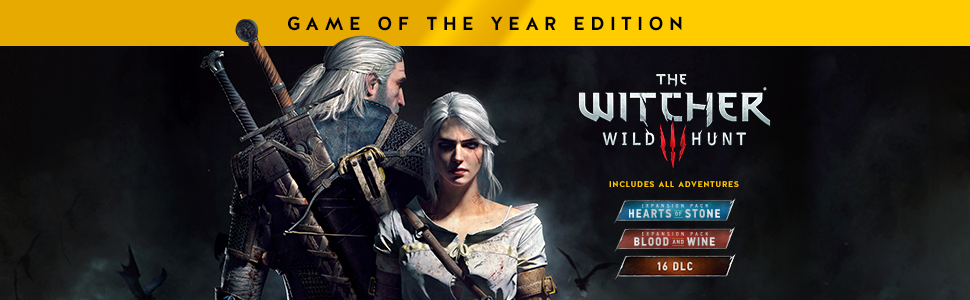 GAME OF THE YEAR EDITION
THE
WITCHER
WILD HUNT
INCLUDES ALL ADVENTURES
EXPANSION PACK
HEARTS OF STONE
EXPANSION PACK
BLOOD AND WINE
16 DLC